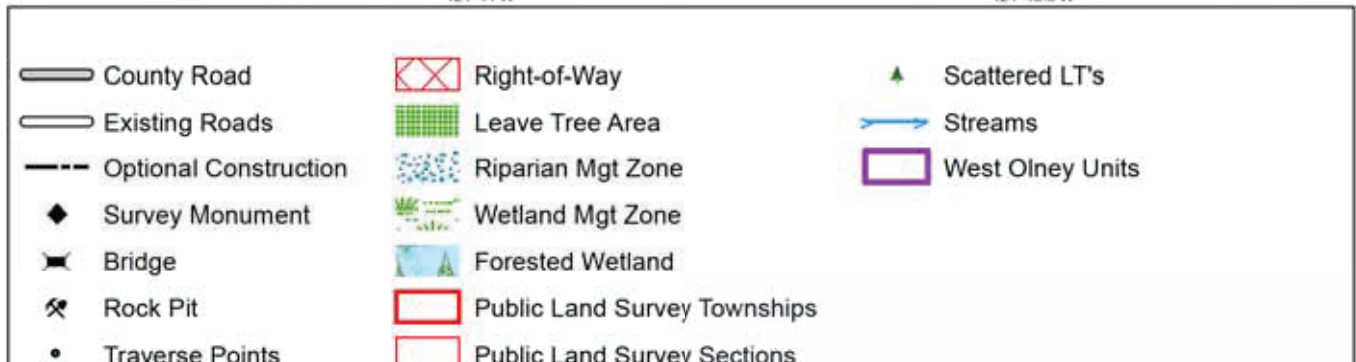 County Road
Existing Roads
Optional Construction
Survey Monument
Bridge
Rock Pit
Traverse Points
Right-of-Way
Leave Tree Area
Riparian Mgt Zone
Wetland Mgt Zone
Forested Wetland
Public Land Survey Townships
Public Land Survey Sections
Scattered LT's
Streams
West Olney Units